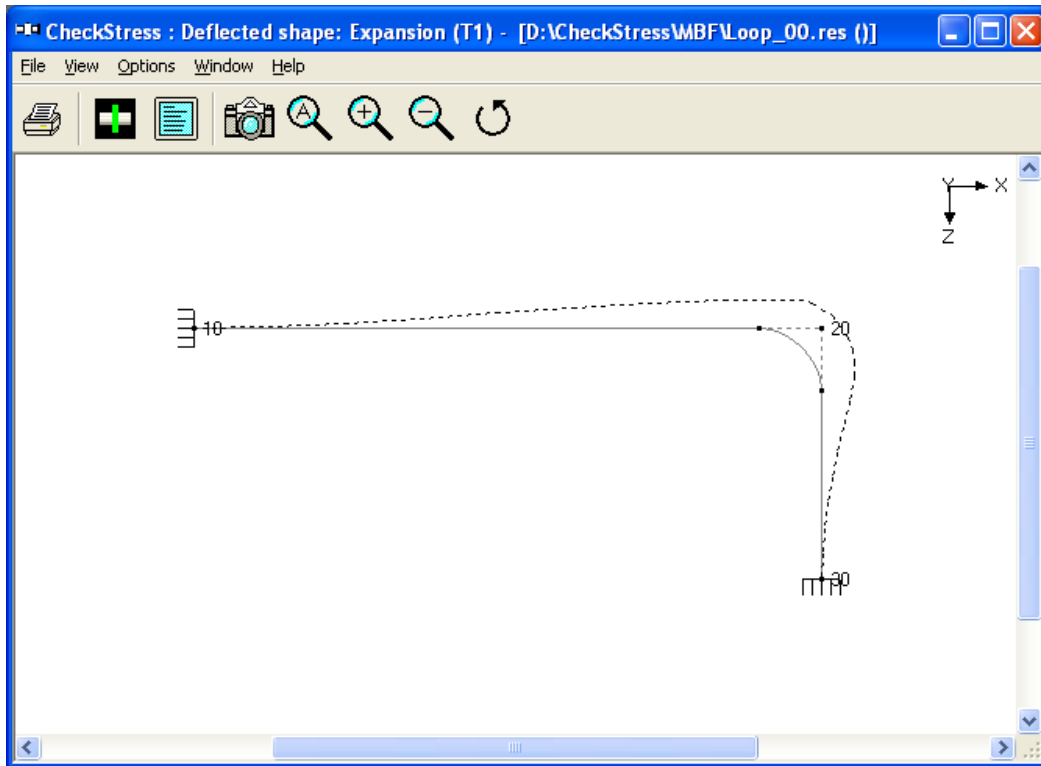 CheckStress : Deflected shape: Expansion (T1) - [D:\CheckStress\MBF\Loop_00.res ()]
File View Options Window Help
A
Y X
Z
10 20
30